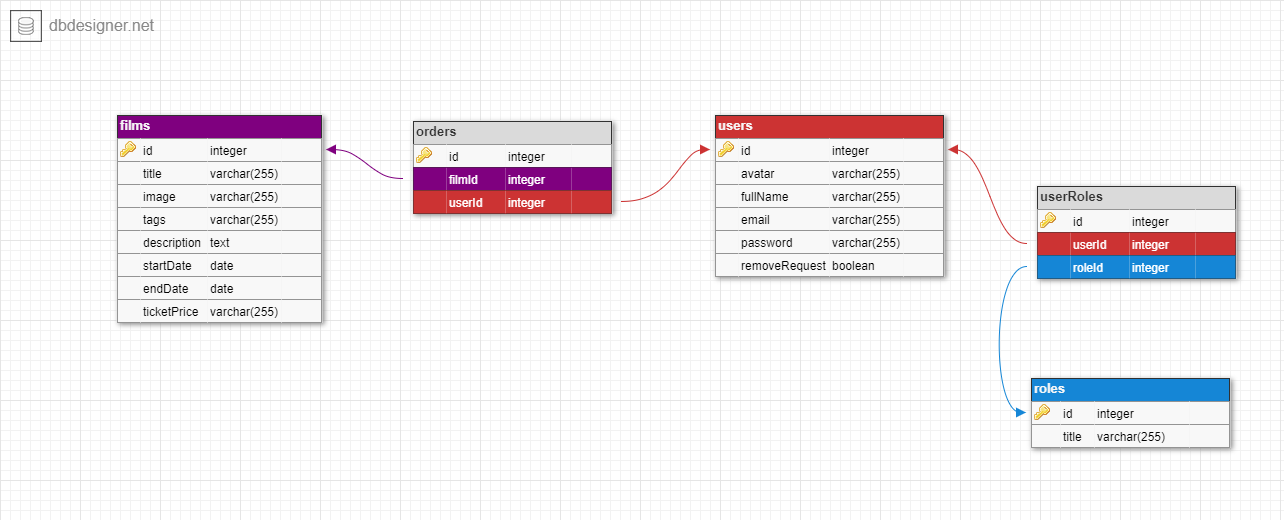 dbdesigner.net
films
id integer
title varchar(255)
image varchar(255)
tags varchar(255)
description text
startDate date
endDate date
ticketPrice varchar(255)
orders
id integer
filmId integer
userId integer
users
id integer
avatar varchar(255)
fullName varchar(255)
email varchar(255)
password varchar(255)
removeRequest boolean
userRoles
id integer
userId integer
roleId integer
roles
id integer
title varchar(255)